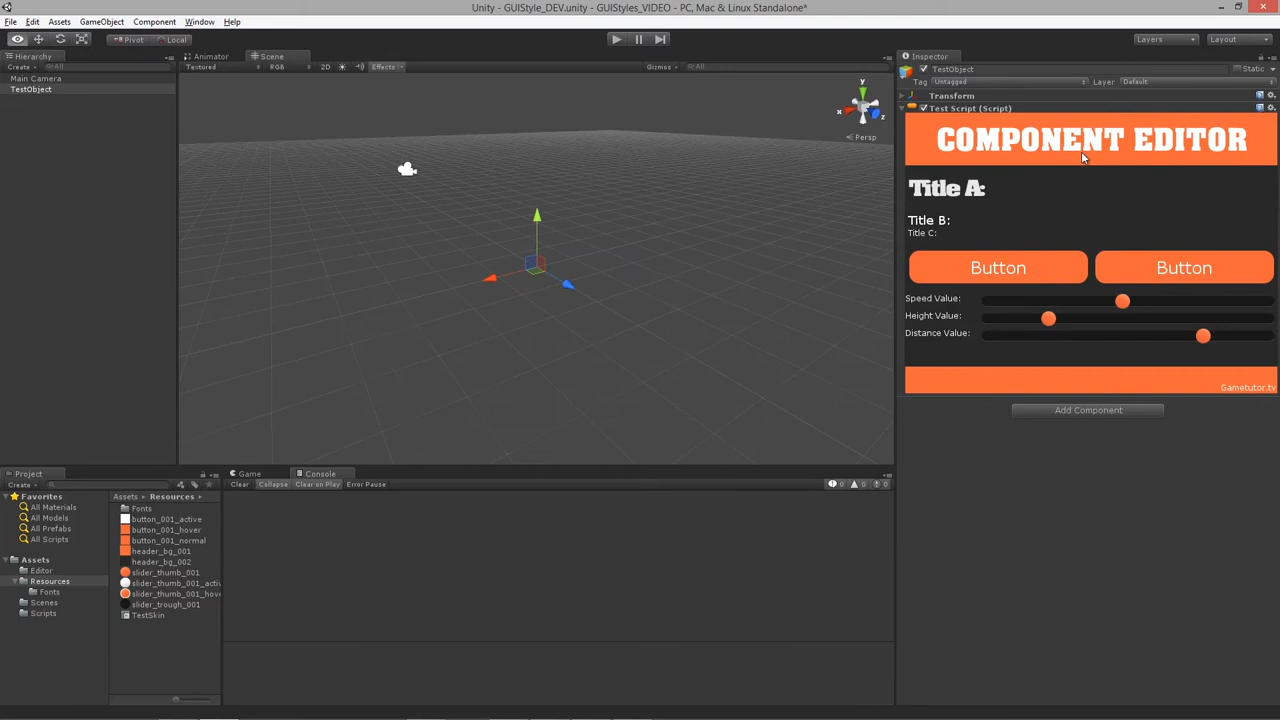 Unity - GUIStyle_DEV.unity - GUIStyles_VIDEO - PC, Mac & Linux Standalone*
File Edit Assets GameObject Component Window Help
Pivot Local Layers Layout
Hierarchy
Create All
Main Camera
TestObject
Animator Scene
Textured RGB 2D Effects Gizmos All
y
x
z
Persp
Inspector
TestObject Static
Tag Untagged Layer Default
Transform
Test Script (Script)
COMPONENT EDITOR
Title A:
Title B:
Title C:
Button Button
Speed Value:
Height Value:
Distance Value:
Gametutor.tv
Add Component
Project
Create
Favorites
All Materials
All Models
All Prefabs
All Scripts
Assets
Editor
Resources
Fonts
Scenes
Scripts
Assets Resources
Fonts
button_001_active
button_001_hover
button_001_normal
header_bg_001
header_bg_002
slider_thumb_001
slider_thumb_001_activ
slider_thumb_001_hove
slider_trough_001
TestSkin
Game Console
Clear Collapse Clear on Play Error Pause 0 0 0